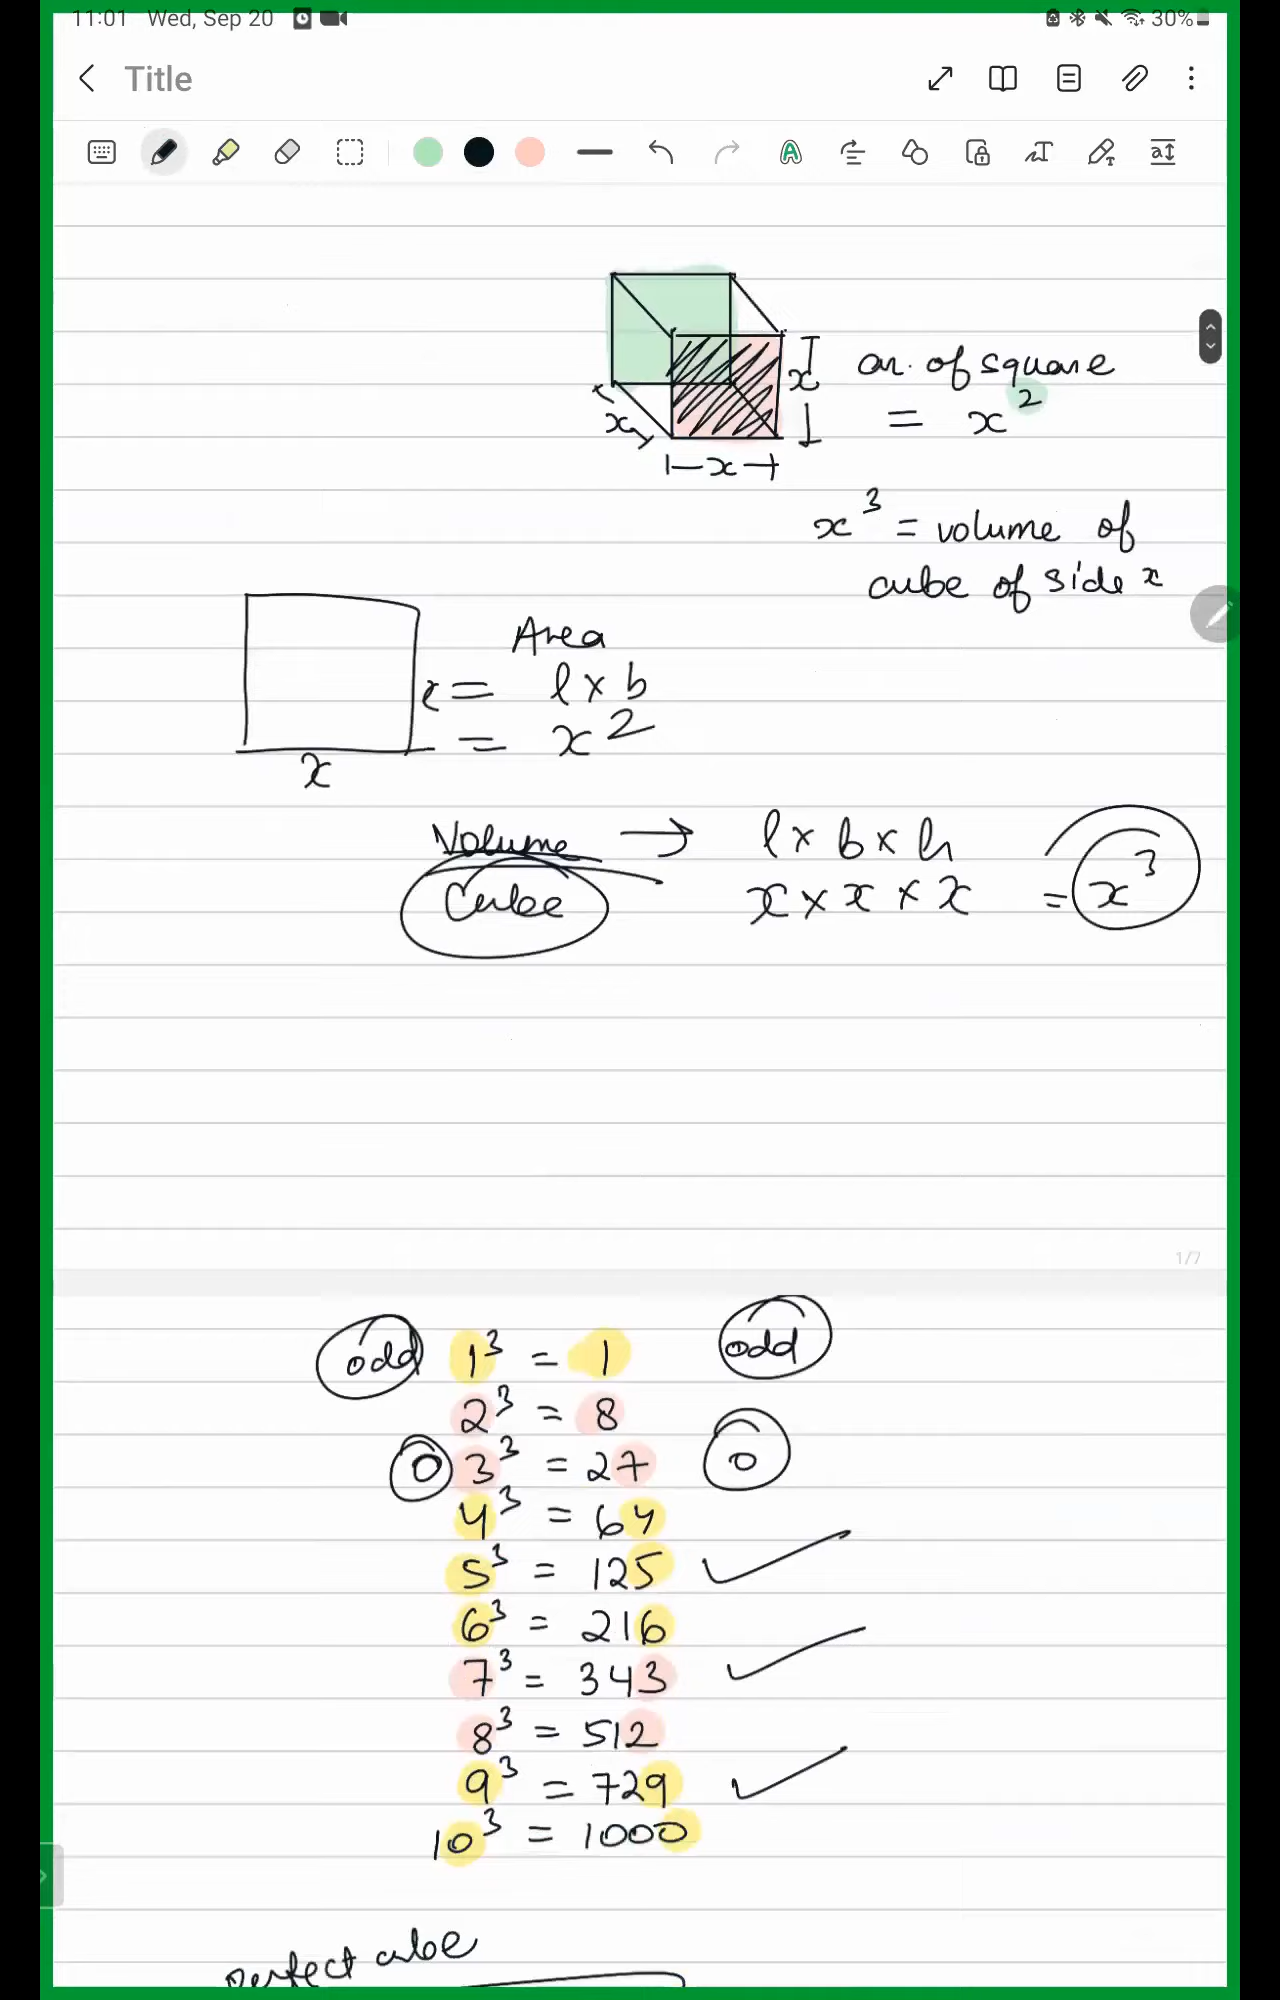 11:01 Wed, Sep 20 30%
Title
x
x
1-x-1
ar. of square
= x²
x³ = volume of
cube of side x
Area
x = l × b
= x²
x
Volume → l × b × h
Cube x × x × x = x³
1/7
odd 1³ = 1 odd
2³ = 8
O 3³ = 27 O
4³ = 64
5³ = 125 ✓
6³ = 216
7³ = 343 ✓
8³ = 512
9³ = 729 ✓
10³ = 1000
perfect cube